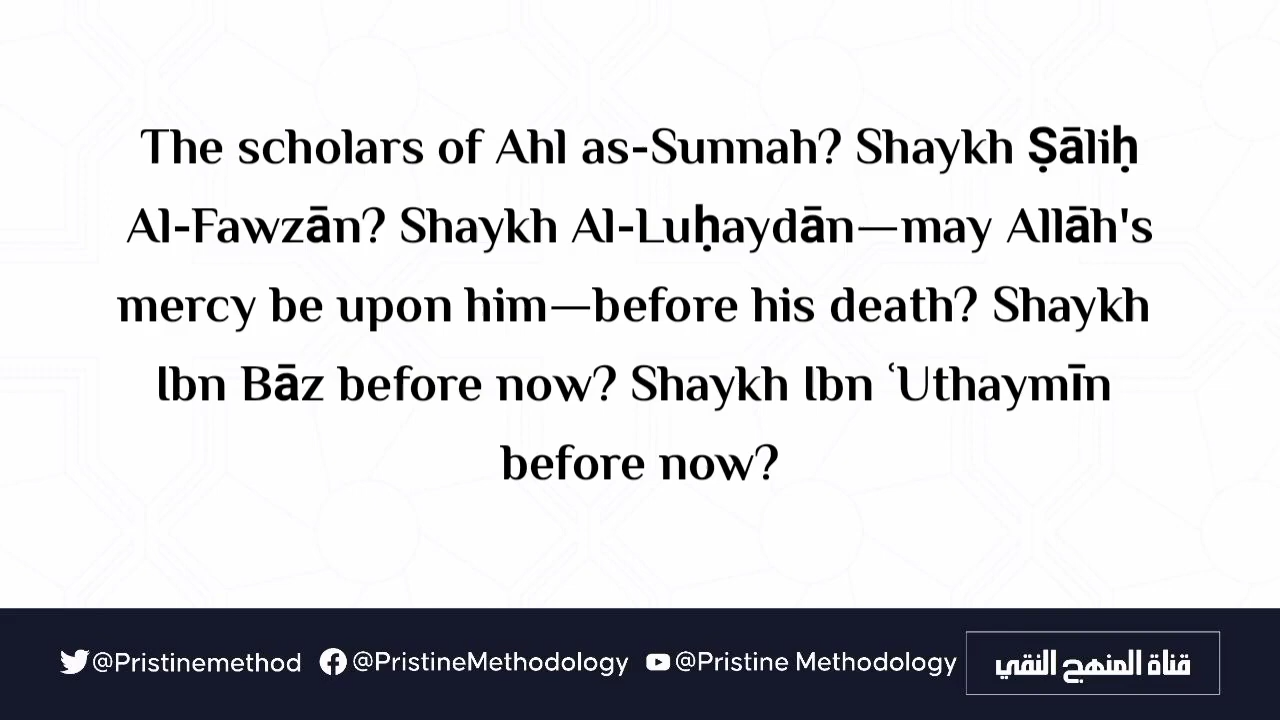 The scholars of Ahl as-Sunnah? Shaykh Ṣāliḥ
Al-Fawzān? Shaykh Al-Luḥaydān—may Allāh's
mercy be upon him—before his death? Shaykh
Ibn Bāz before now? Shaykh Ibn ʿUthaymīn
before now?
@Pristinemethod @PristineMethodology @Pristine Methodology قناة المنهج النقي